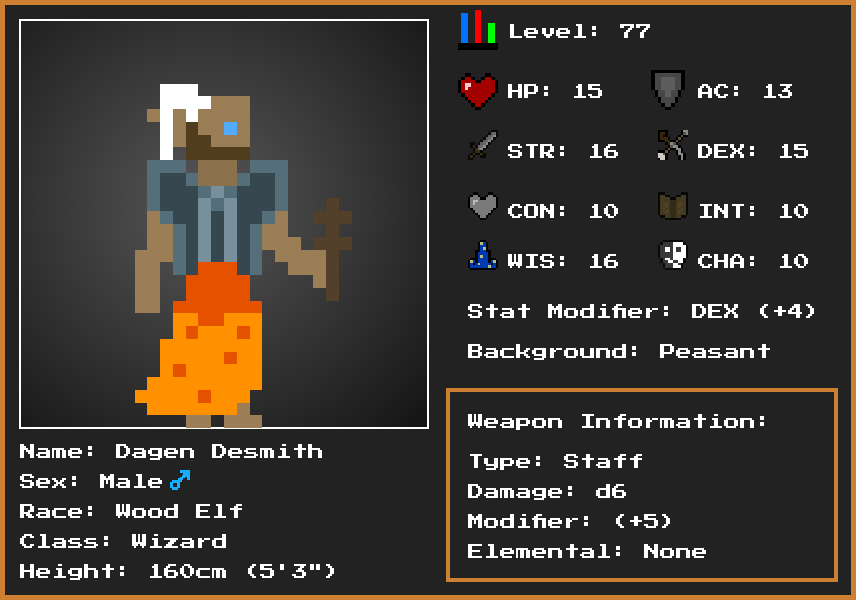 Level: 77
HP: 15 AC: 13
STR: 16 DEX: 15
CON: 10 INT: 10
WIS: 16 CHA: 10
Stat Modifier: DEX (+4)
Background: Peasant
Weapon Information:
Type: Staff
Damage: d6
Modifier: (+5)
Elemental: None
Name: Dagen Desmith
Sex: Male♂
Race: Wood Elf
Class: Wizard
Height: 160cm (5'3")